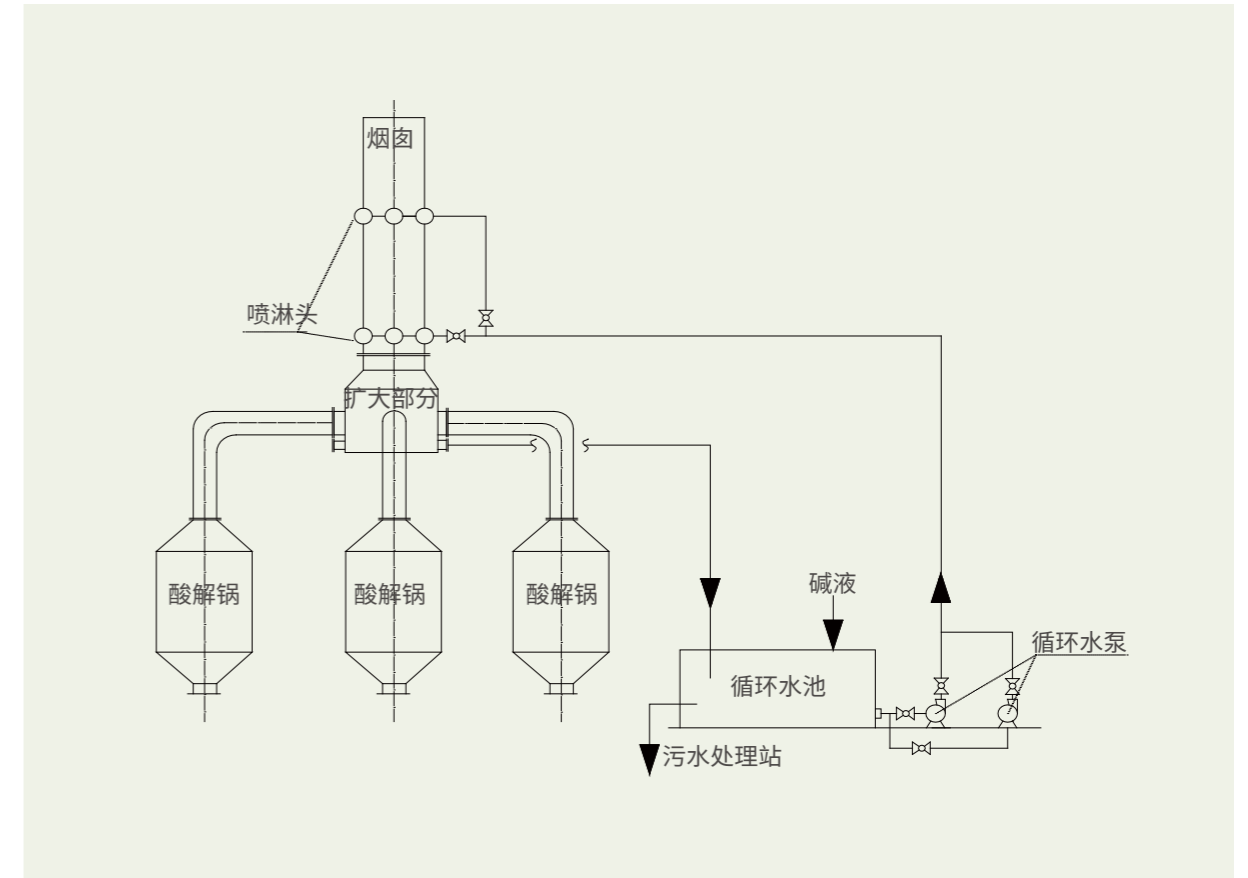 烟囱
喷淋头
扩大部分
酸解锅
酸解锅
酸解锅
碱液
循环水泵
循环水池
污水处理站